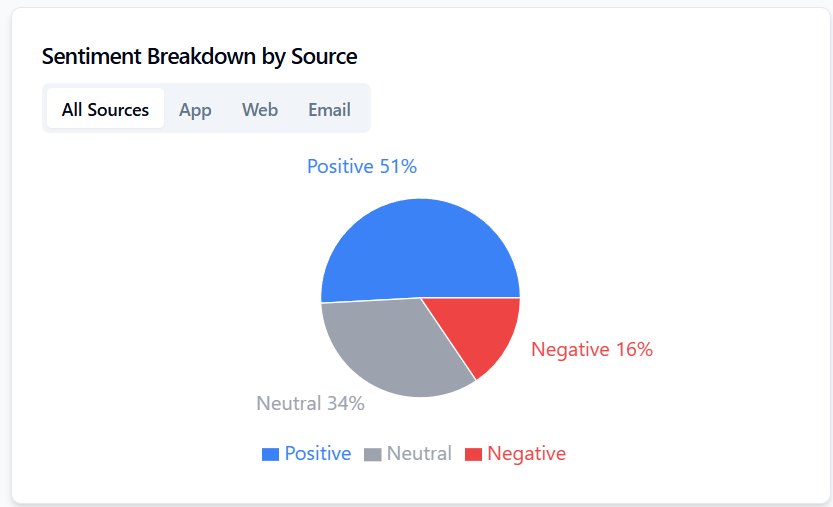 Sentiment Breakdown by Source
All Sources App Web Email
Positive 51%
Negative 16%
Neutral 34%
Positive Neutral Negative